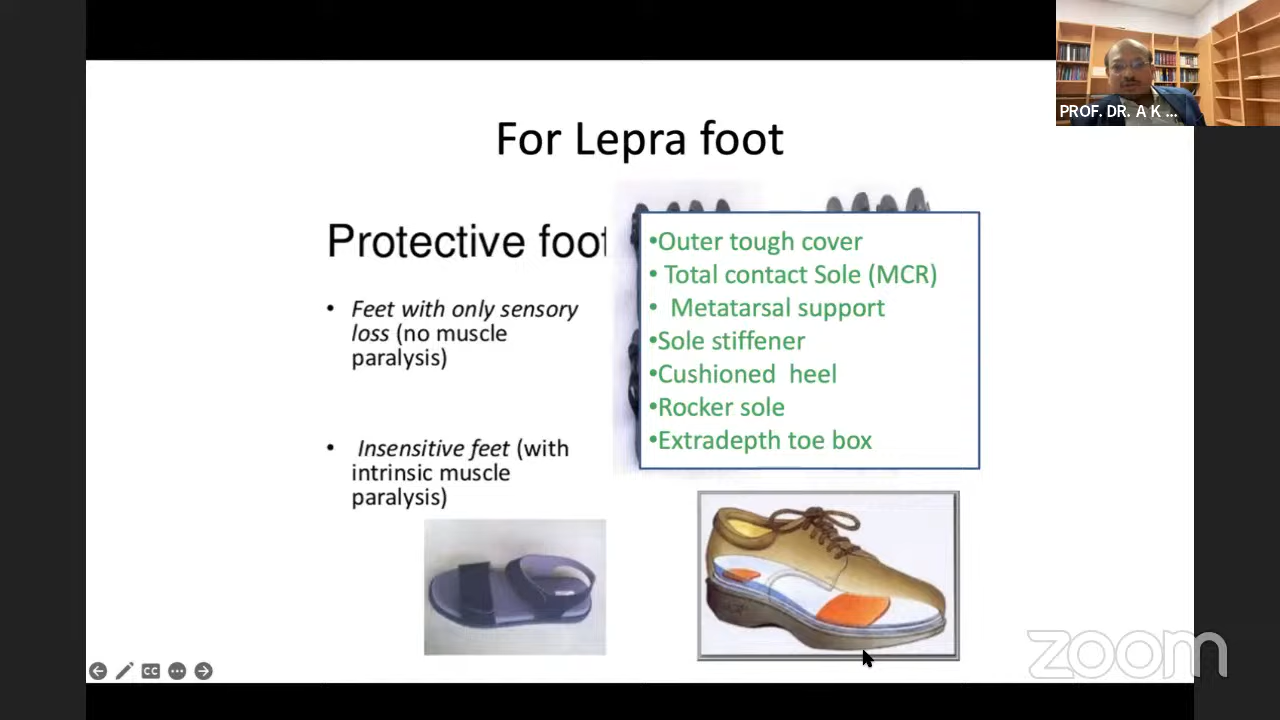 PROF. DR. A K ...
For Lepra foot
Protective foot
• Feet with only sensory
loss (no muscle
paralysis)
• Insensitive feet (with
intrinsic muscle
paralysis)
•Outer tough cover
• Total contact Sole (MCR)
• Metatarsal support
•Sole stiffener
•Cushioned heel
•Rocker sole
•Extradepth toe box
CC
zoom